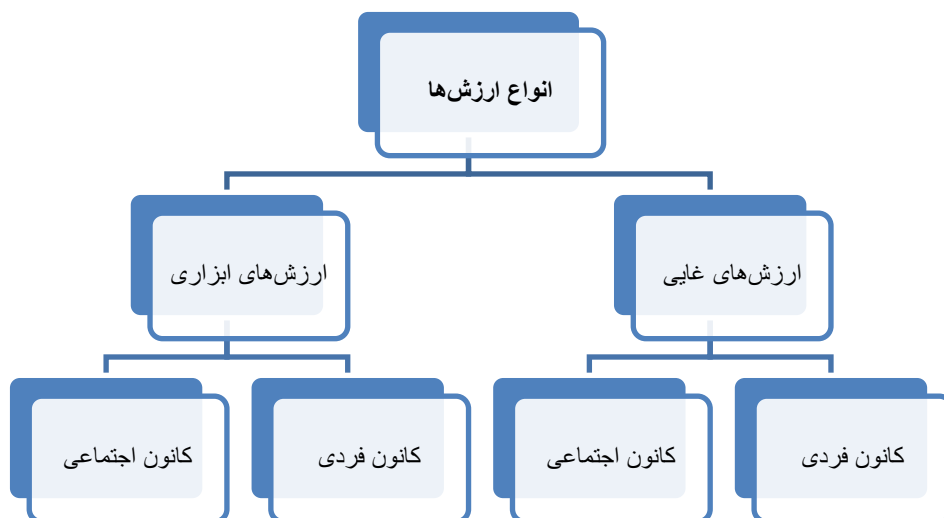 انواع ارزش‌ها
ارزش‌های غایی
ارزش‌های ابزاری
کانون فردی
کانون اجتماعی
کانون فردی
کانون اجتماعی